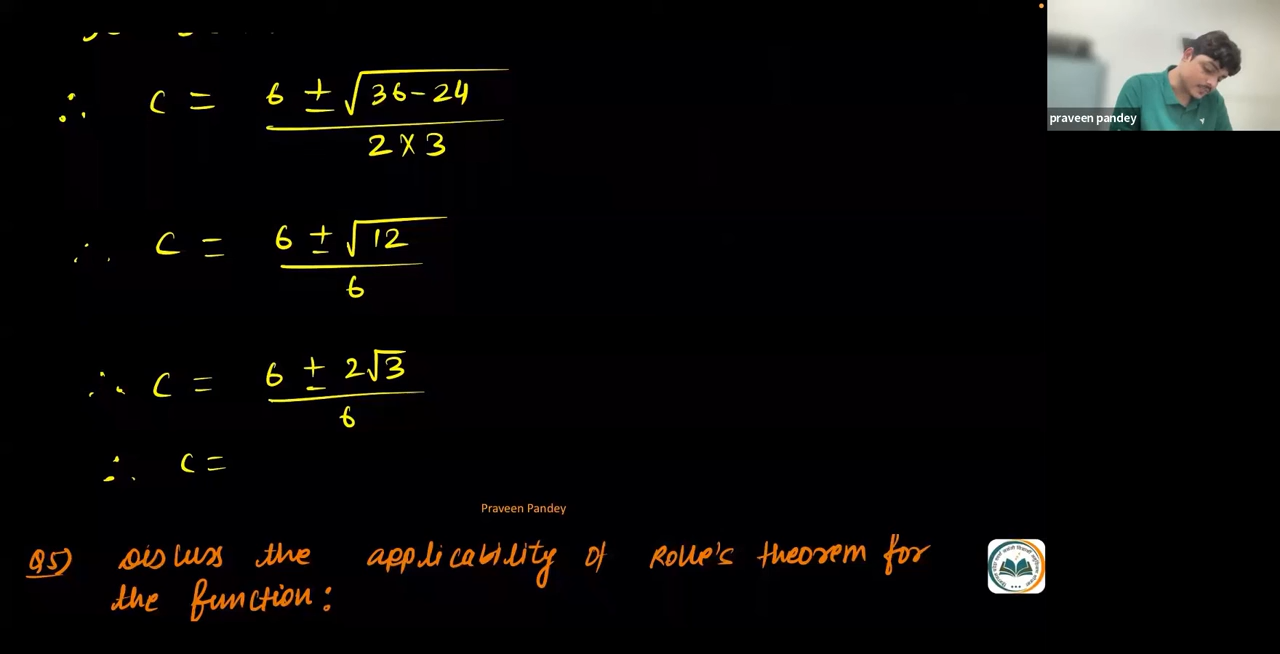 ∴ c = 6 ± √36-24 / 2 × 3
praveen pandey
∴ c = 6 ± √12 / 6
∴ c = 6 ± 2√3 / 6
∴ c =
Praveen Pandey
Q5) Discuss the applicability of Rolle's theorem for
the function: